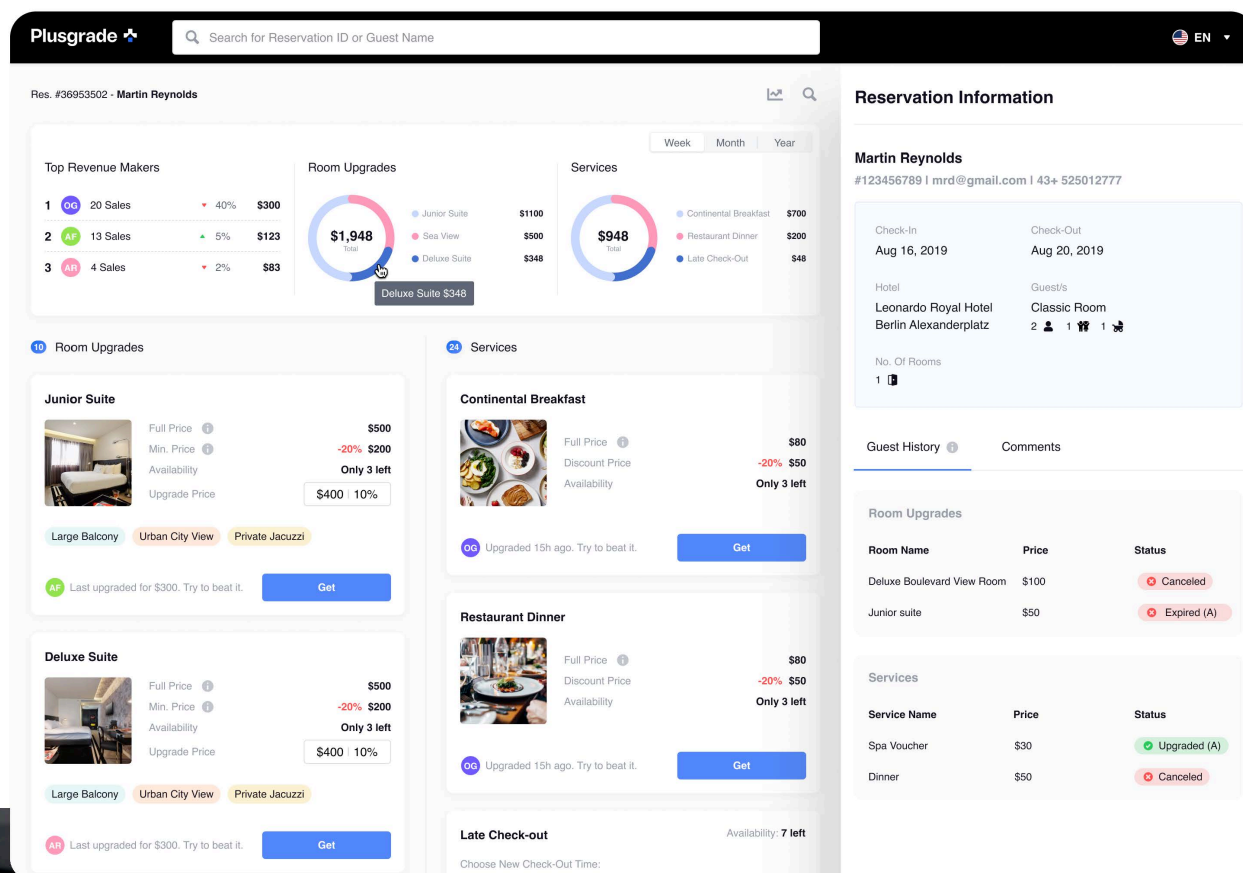 Plusgrade
Search for Reservation ID or Guest Name
EN
Res. #36953502 - Martin Reynolds
Week Month Year
Top Revenue Makers
1 OG 20 Sales 40% $300
2 AF 13 Sales 5% $123
3 AR 4 Sales 2% $83
Room Upgrades
$1,948
Total
Junior Suite $1100
Sea View $500
Deluxe Suite $348
Deluxe Suite $348
Services
$948
Total
Continental Breakfast $700
Restaurant Dinner $200
Late Check-Out $48
10 Room Upgrades
Junior Suite
Full Price $500
Min. Price -20% $200
Availability Only 3 left
Upgrade Price $400 10%
Large Balcony Urban City View Private Jacuzzi
AF Last upgraded for $300. Try to beat it. Get
Deluxe Suite
Full Price $500
Min. Price -20% $200
Availability Only 3 left
Upgrade Price $400 10%
Large Balcony Urban City View Private Jacuzzi
AR Last upgraded for $300. Try to beat it. Get
24 Services
Continental Breakfast
Full Price $80
Discount Price -20% $50
Availability Only 3 left
OG Upgraded 15h ago. Try to beat it. Get
Restaurant Dinner
Full Price $80
Discount Price -20% $50
Availability Only 3 left
OG Upgraded 15h ago. Try to beat it. Get
Late Check-out Availability: 7 left
Choose New Check-Out Time:
Reservation Information
Martin Reynolds
#123456789 | mrd@gmail.com | 43+ 525012777
Check-In Check-Out
Aug 16, 2019 Aug 20, 2019
Hotel Guest/s
Leonardo Royal Hotel Classic Room
Berlin Alexanderplatz 2 1 1
No. Of Rooms
1
Guest History Comments
Room Upgrades
Room Name Price Status
Deluxe Boulevard View Room $100 Canceled
Junior suite $50 Expired (A)
Services
Service Name Price Status
Spa Voucher $30 Upgraded (A)
Dinner $50 Canceled